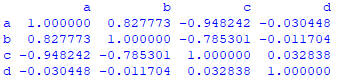 a b c d
a 1.000000 0.827773 -0.948242 -0.030448
b 0.827773 1.000000 -0.785301 -0.011704
c -0.948242 -0.785301 1.000000 0.032838
d -0.030448 -0.011704 0.032838 1.000000